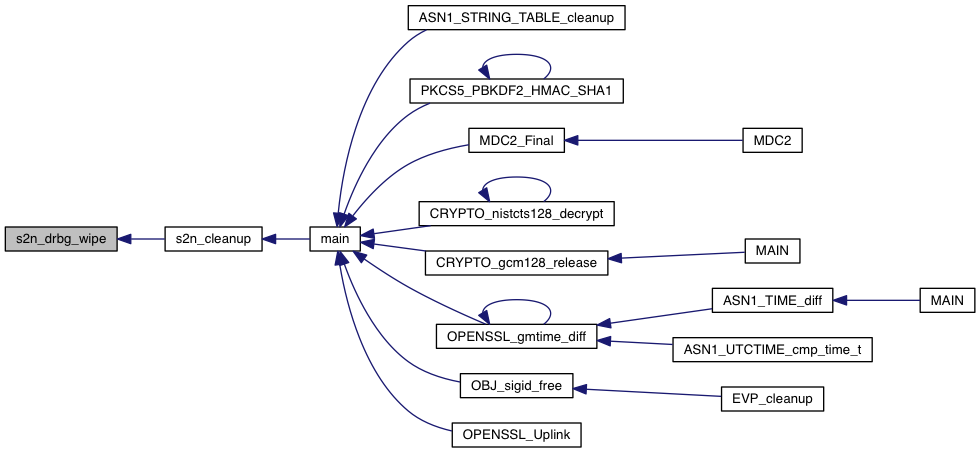 ASN1_STRING_TABLE_cleanup
PKCS5_PBKDF2_HMAC_SHA1
MDC2_Final
MDC2
CRYPTO_nistcts128_decrypt
s2n_drbg_wipe
s2n_cleanup
main
CRYPTO_gcm128_release
MAIN
OPENSSL_gmtime_diff
ASN1_TIME_diff
MAIN
ASN1_UTCTIME_cmp_time_t
OBJ_sigid_free
EVP_cleanup
OPENSSL_Uplink